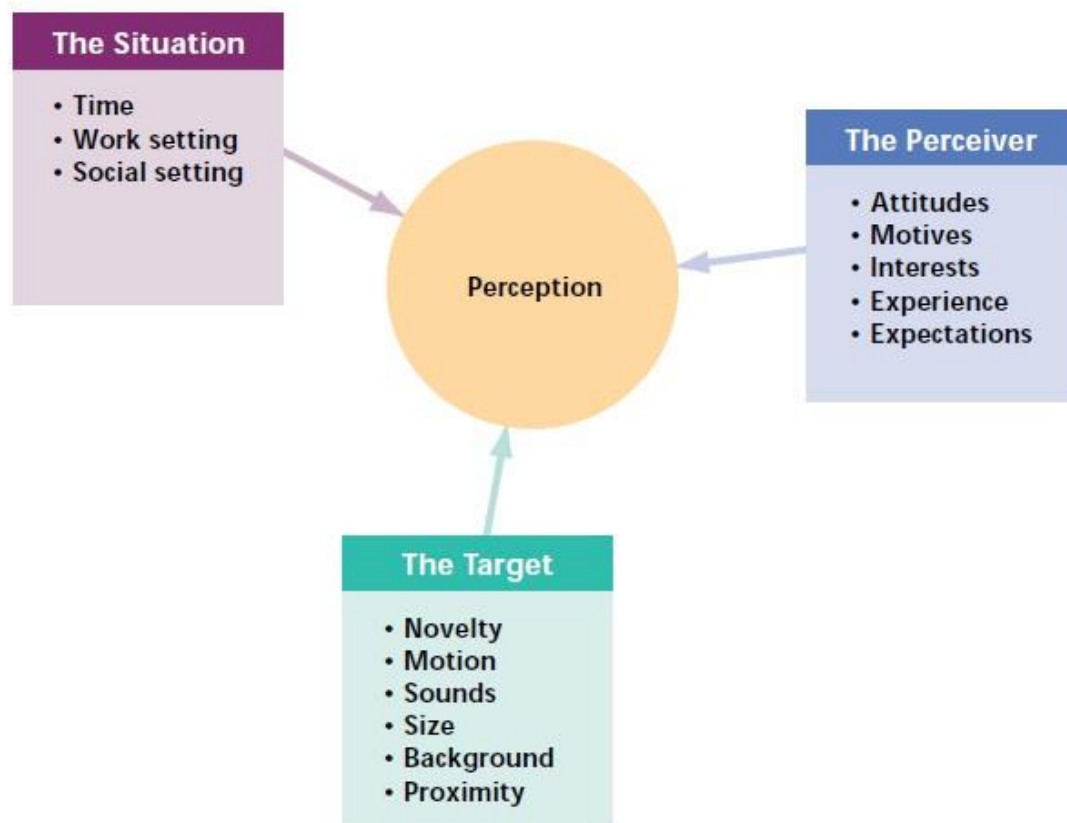 The Situation
• Time
• Work setting
• Social setting
The Perceiver
• Attitudes
• Motives
• Interests
• Experience
• Expectations
Perception
The Target
• Novelty
• Motion
• Sounds
• Size
• Background
• Proximity